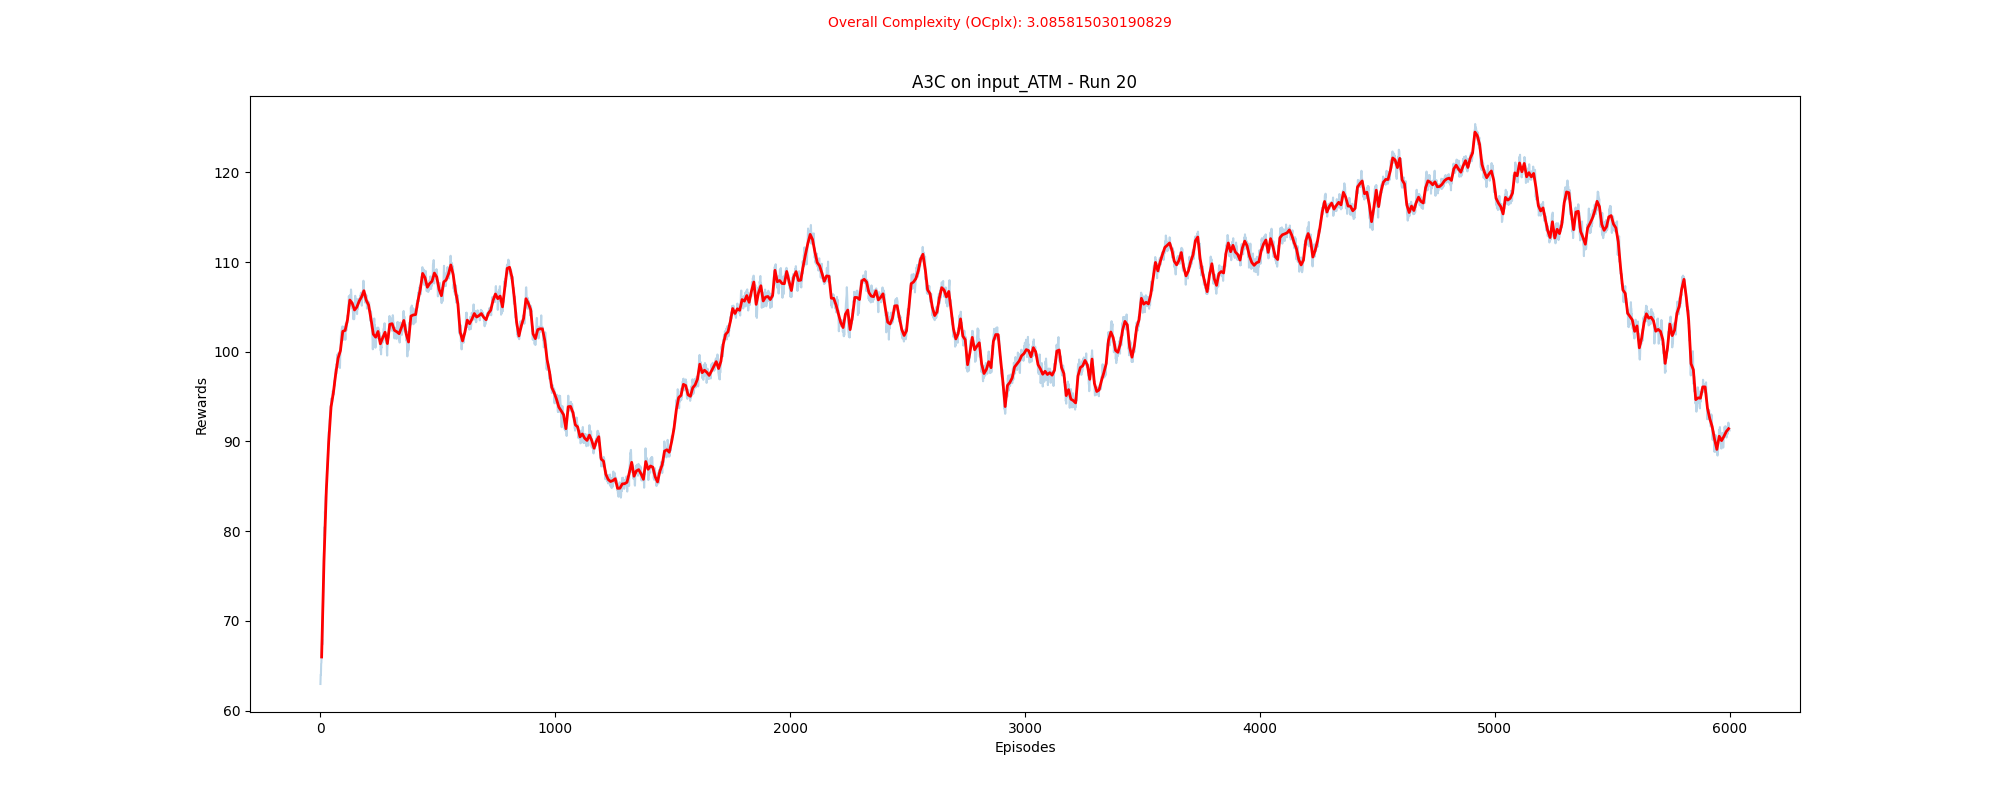 Overall Complexity (OCplx): 3.085815030190829
A3C on input_ATM - Run 20
Rewards
120
110
100
90
80
70
60
0 1000 2000 3000 4000 5000 6000
Episodes